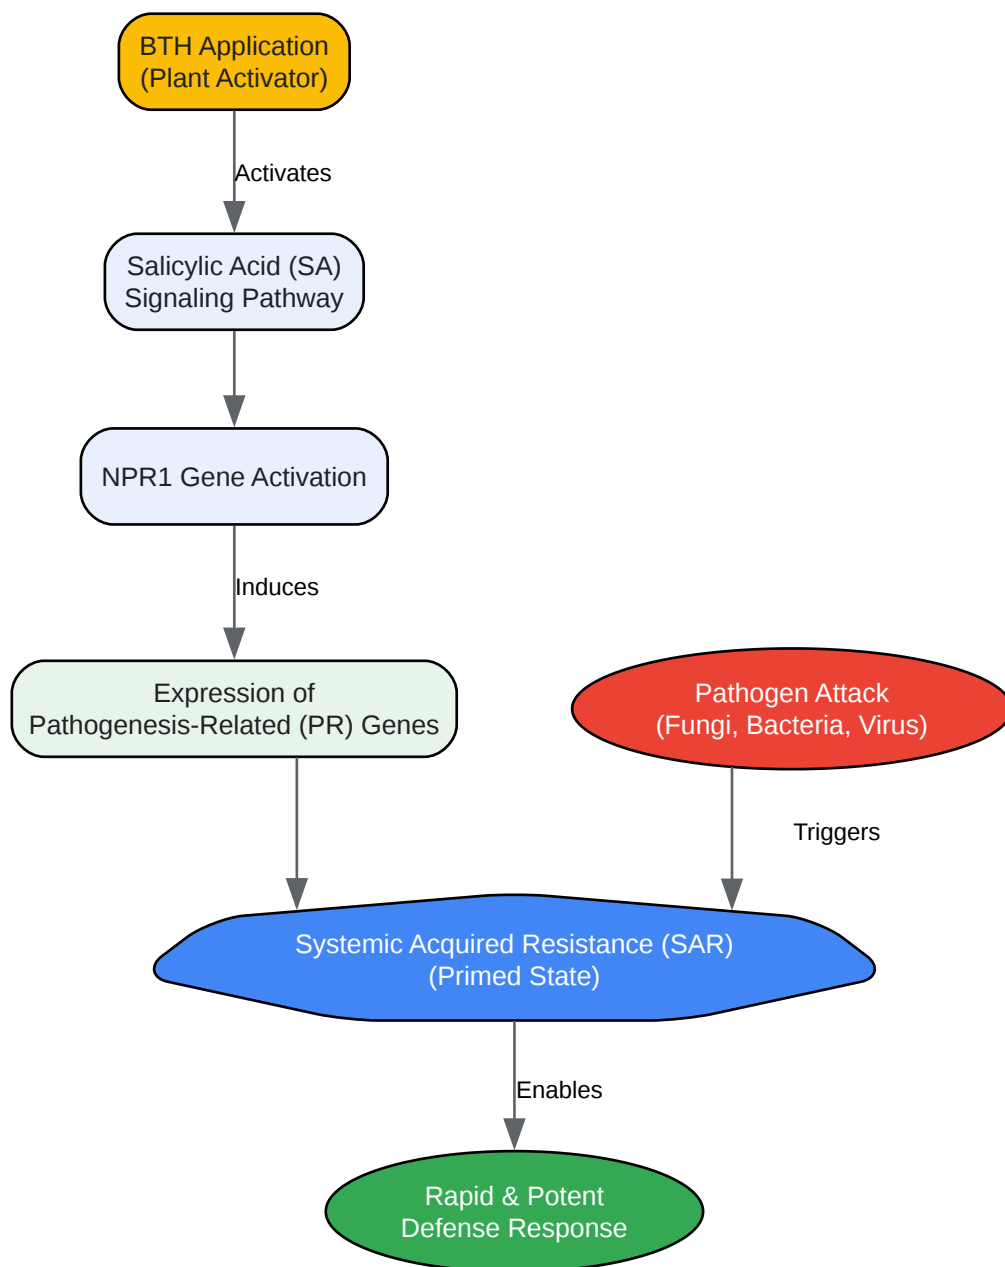 BTH Application
(Plant Activator)
Activates
Salicylic Acid (SA)
Signaling Pathway
NPR1 Gene Activation
Induces
Expression of
Pathogenesis-Related (PR) Genes
Pathogen Attack
(Fungi, Bacteria, Virus)
Triggers
Systemic Acquired Resistance (SAR)
(Primed State)
Enables
Rapid & Potent
Defense Response